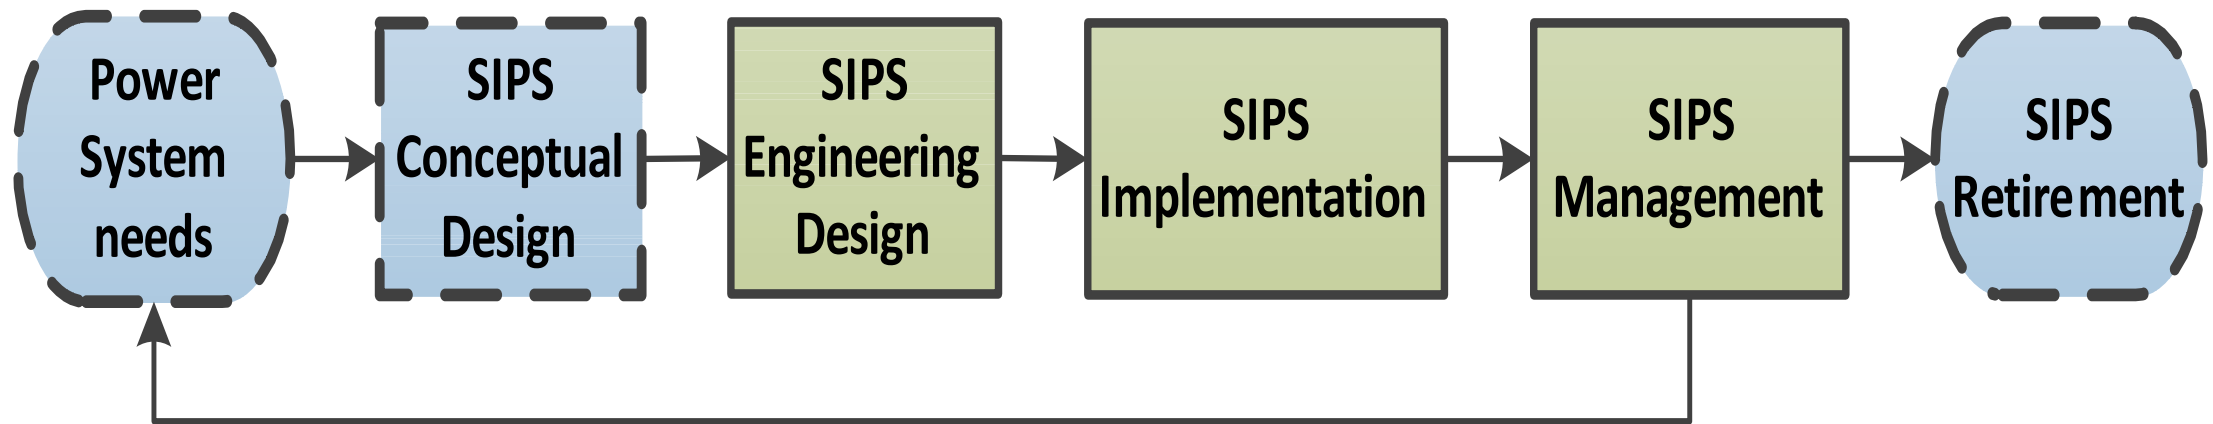 Power
System
needs
SIPS
Conceptual
Design
SIPS
Engineering
Design
SIPS
Implementation
SIPS
Management
SIPS
Retirement